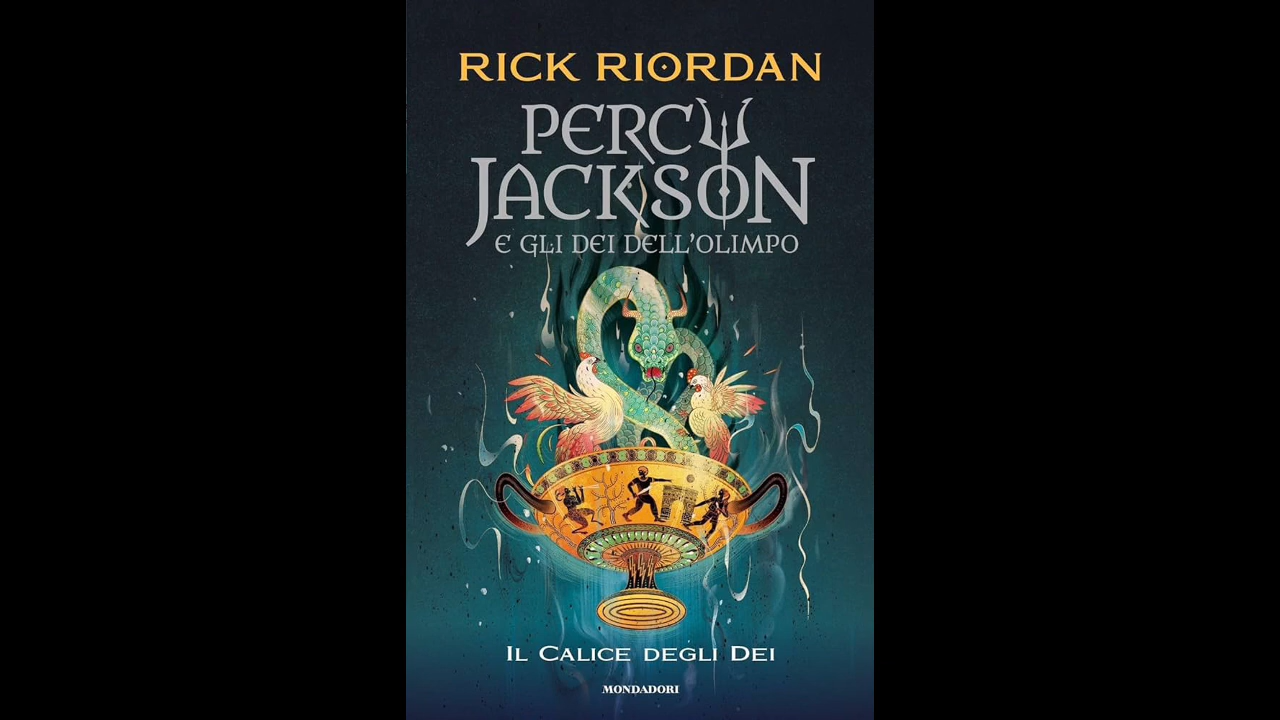 RICK RIORDAN
PERCY
JACKSON
E GLI DEI DELL'OLIMPO
IL CALICE DEGLI DEI
MONDADORI